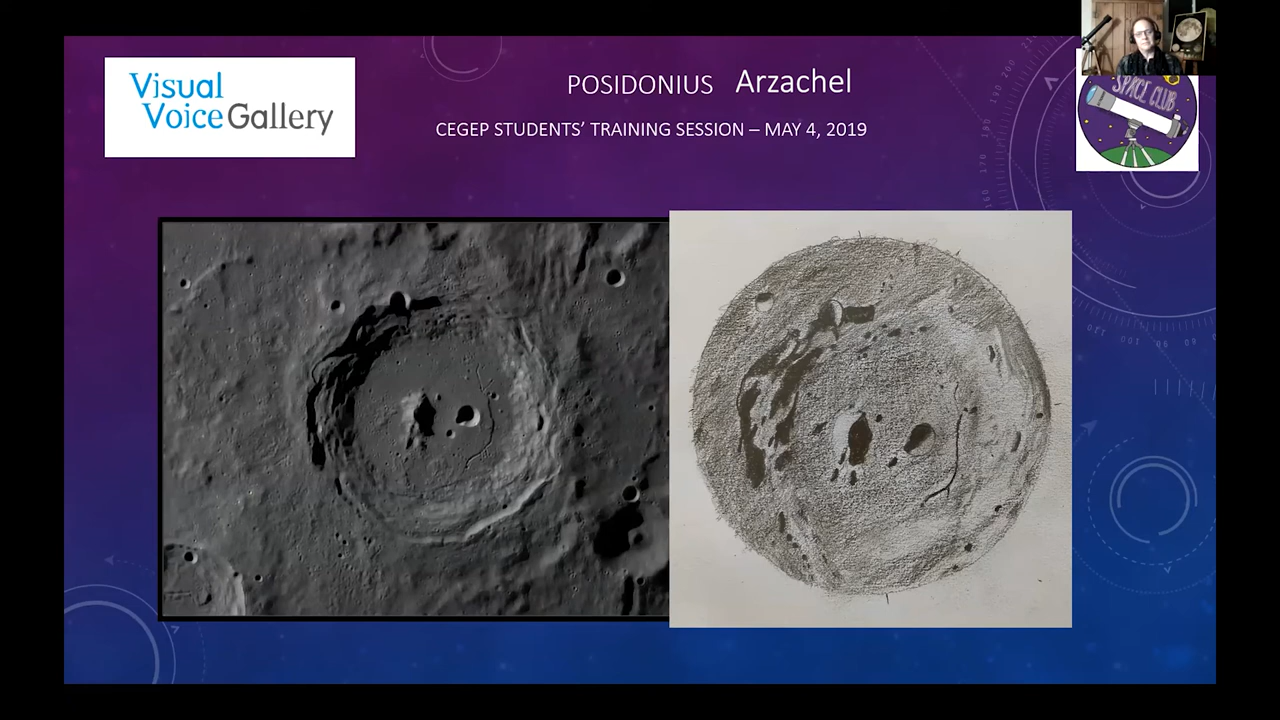 Visual
Voice Gallery
POSIDONIUS Arzachel
CEGEP STUDENTS' TRAINING SESSION – MAY 4, 2019
SPACE CLUB